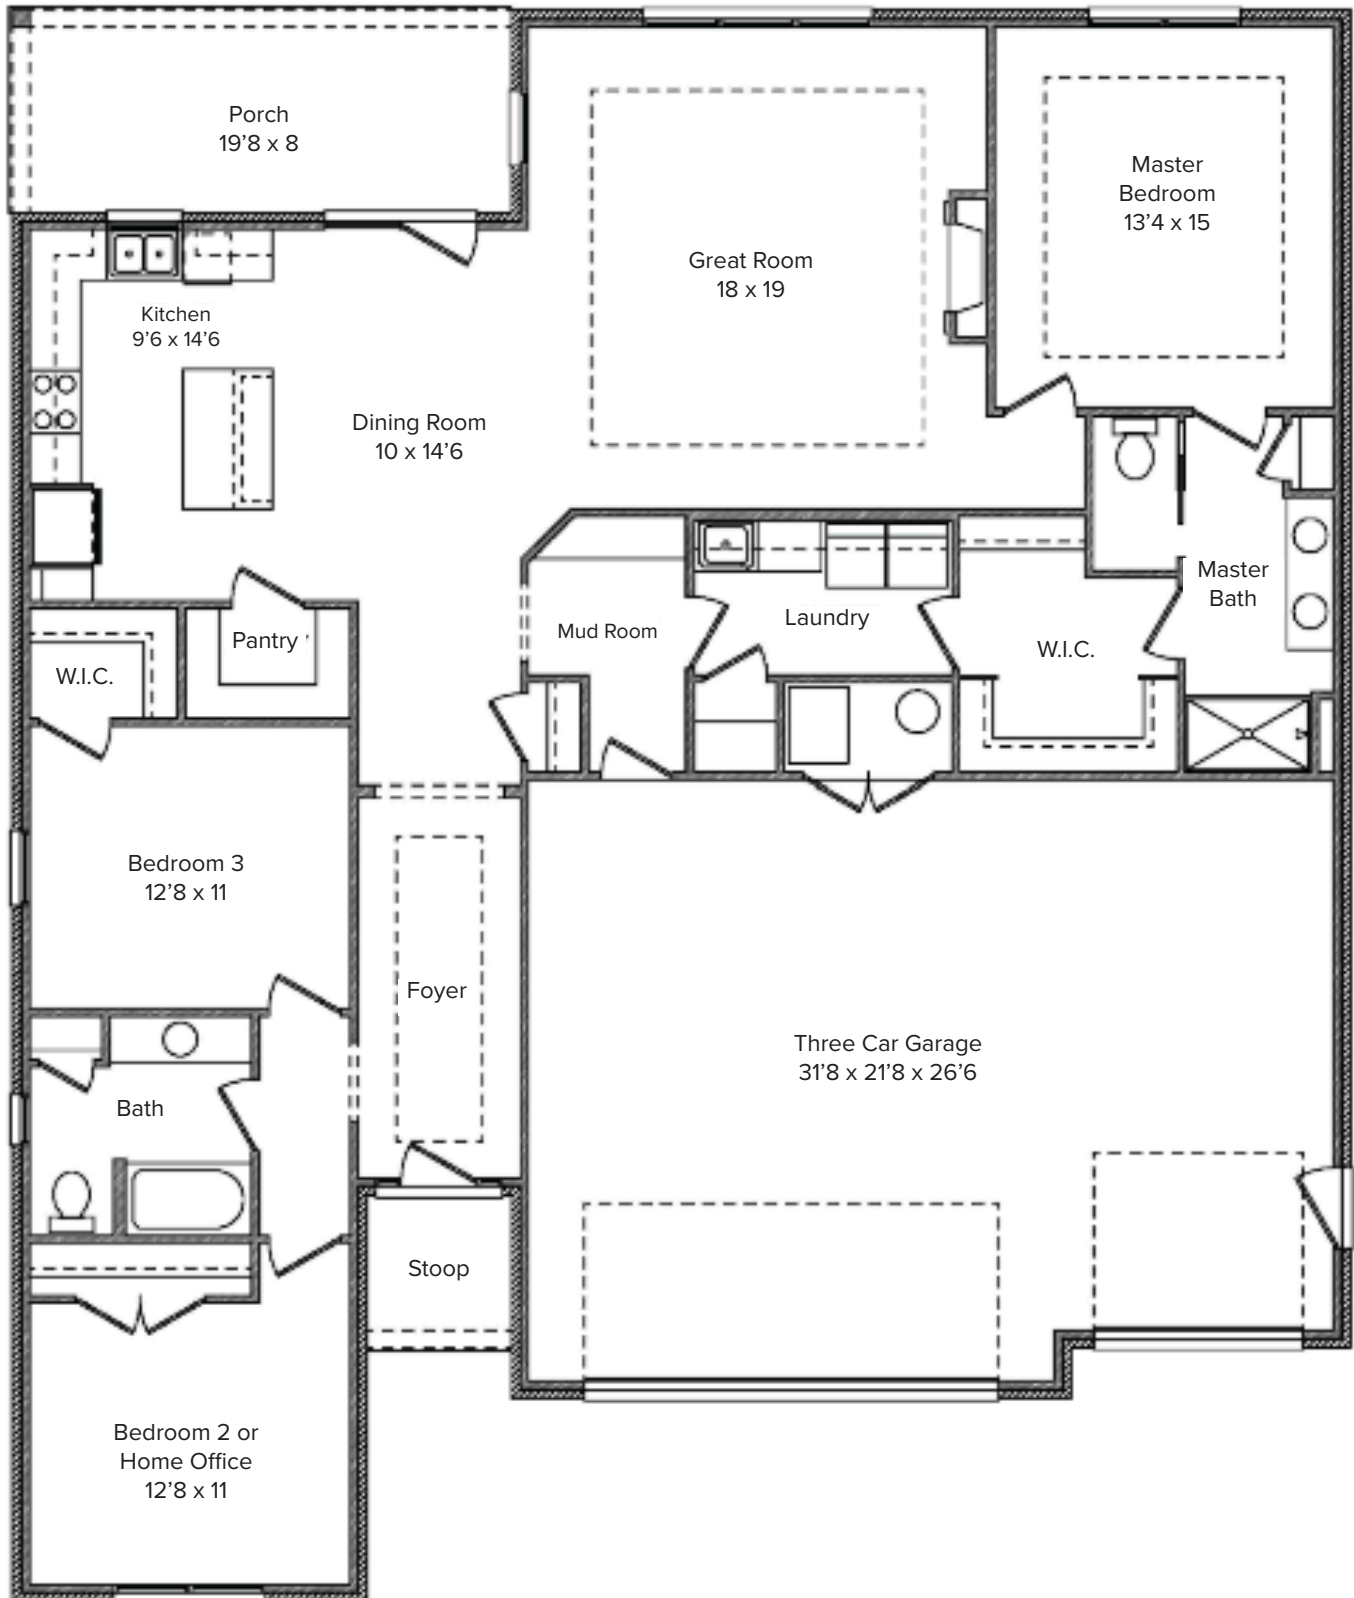 Porch
19’8 x 8
Master
Bedroom
13’4 x 15
Great Room
18 x 19
Kitchen
9’6 x 14’6
Dining Room
10 x 14’6
Master
Bath
Laundry
Mud Room
Pantry
W.I.C.
W.I.C.
Bedroom 3
12’8 x 11
Foyer
Three Car Garage
31’8 x 21’8 x 26’6
Bath
Stoop
Bedroom 2 or
Home Office
12’8 x 11